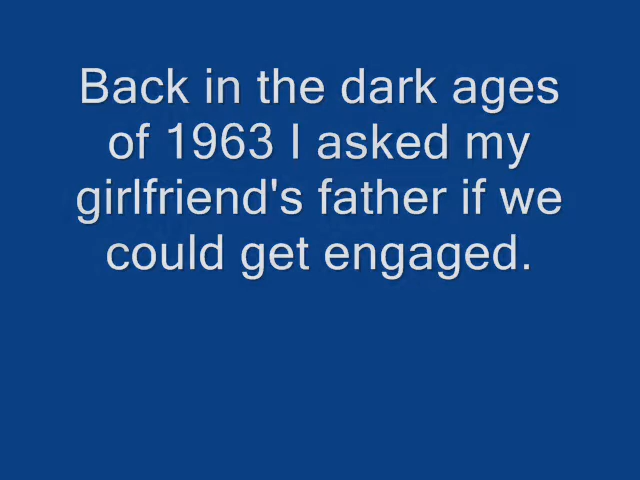 Back in the dark ages
of 1963 I asked my
girlfriend's father if we
could get engaged.